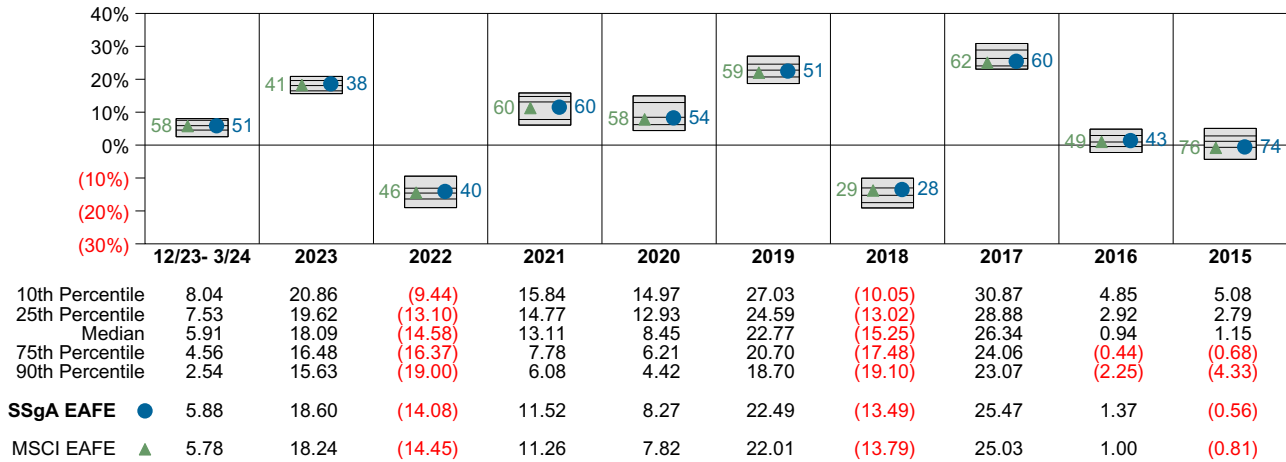 40%
30%
20%
10%
0%
(10%)
(20%)
(30%)
58 51 41 38 46 40 60 60 58 54 59 51 29 28 62 60 49 43 76 74
12/23- 3/24 2023 2022 2021 2020 2019 2018 2017 2016 2015
10th Percentile 8.04 20.86 (9.44) 15.84 14.97 27.03 (10.05) 30.87 4.85 5.08
25th Percentile 7.53 19.62 (13.10) 14.77 12.93 24.59 (13.02) 28.88 2.92 2.79
Median 5.91 18.09 (14.58) 13.11 8.45 22.77 (15.25) 26.34 0.94 1.15
75th Percentile 4.56 16.48 (16.37) 7.78 6.21 20.70 (17.48) 24.06 (0.44) (0.68)
90th Percentile 2.54 15.63 (19.00) 6.08 4.42 18.70 (19.10) 23.07 (2.25) (4.33)
SSgA EAFE 5.88 18.60 (14.08) 11.52 8.27 22.49 (13.49) 25.47 1.37 (0.56)
MSCI EAFE 5.78 18.24 (14.45) 11.26 7.82 22.01 (13.79) 25.03 1.00 (0.81)